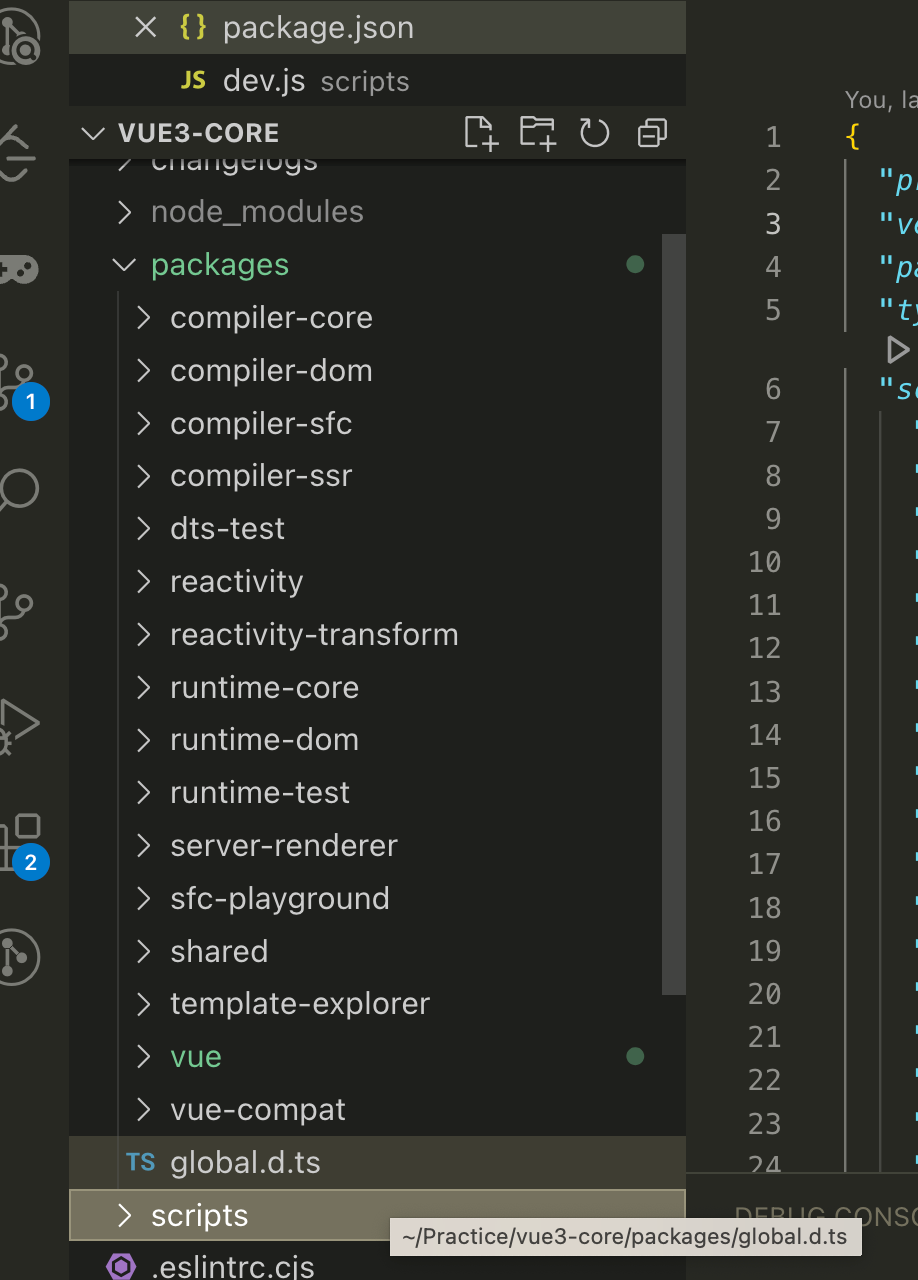 package.json
JS dev.js scripts
VUE3-CORE
changelogs
node_modules
packages
compiler-core
compiler-dom
compiler-sfc
compiler-ssr
dts-test
reactivity
reactivity-transform
runtime-core
runtime-dom
runtime-test
server-renderer
sfc-playground
shared
template-explorer
vue
vue-compat
TS global.d.ts
scripts
~/Practice/vue3-core/packages/global.d.ts
.eslintrc.cjs
1
2
You, la
1 {
2 "pr
3 "ve
4 "pa
5 "ty
6 "sc
7 "
8 "
9 "
10 "
11 "
12 "
13 "
14 "
15 "
16 "
17 "
18 "
19 "
20 "
21 "
22 "
23 "
24 "
DEBUG CONSO